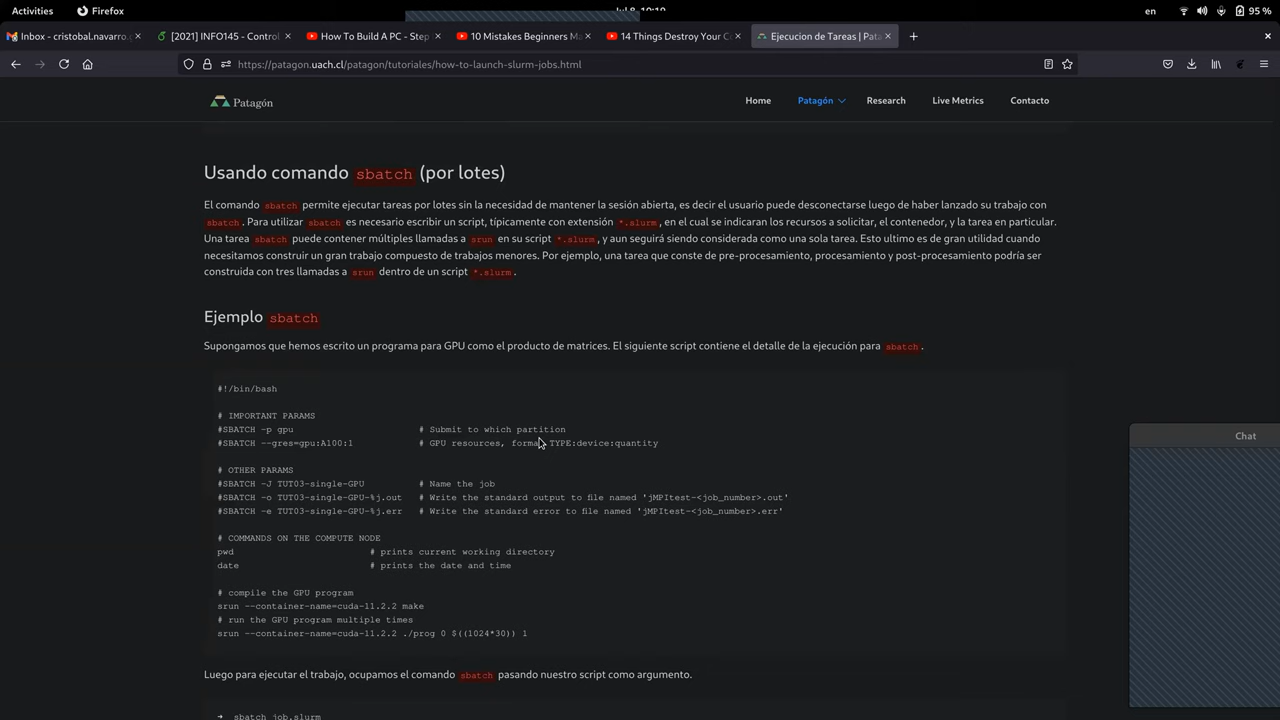 Activities
Firefox
Jul 8, 10:19
en
95 %
Inbox - cristobal.navarro.g
[2021] INFO145 - Control
How To Build A PC - Step
10 Mistakes Beginners Ma
14 Things Destroy Your C
Ejecucion de Tareas | Pata
https://patagon.uach.cl/patagon/tutoriales/how-to-launch-slurm-jobs.html
Patagón
Home
Patagón
Research
Live Metrics
Contacto
Usando comando sbatch (por lotes)
El comando sbatch permite ejecutar tareas por lotes sin la necesidad de mantener la sesión abierta, es decir el usuario puede desconectarse luego de haber lanzado su trabajo con
sbatch. Para utilizar sbatch es necesario escribir un script, típicamente con extensión *.slurm, en el cual se indicaran los recursos a solicitar, el contenedor, y la tarea en particular.
Una tarea sbatch puede contener múltiples llamadas a srun en su script *.slurm, y aun seguirá siendo considerada como una sola tarea. Esto ultimo es de gran utilidad cuando
necesitamos construir un gran trabajo compuesto de trabajos menores. Por ejemplo, una tarea que conste de pre-procesamiento, procesamiento y post-procesamiento podría ser
construida con tres llamadas a srun dentro de un script *.slurm.
Ejemplo sbatch
Supongamos que hemos escrito un programa para GPU como el producto de matrices. El siguiente script contiene el detalle de la ejecución para sbatch.
#!/bin/bash
# IMPORTANT PARAMS
#SBATCH -p gpu # Submit to which partition
#SBATCH --gres=gpu:A100:1 # GPU resources, forma TYPE:device:quantity
# OTHER PARAMS
#SBATCH -J TUT03-single-GPU # Name the job
#SBATCH -o TUT03-single-GPU-%j.out # Write the standard output to file named 'jMPItest-<job_number>.out'
#SBATCH -e TUT03-single-GPU-%j.err # Write the standard error to file named 'jMPItest-<job_number>.err'
# COMMANDS ON THE COMPUTE NODE
pwd # prints current working directory
date # prints the date and time
# compile the GPU program
srun --container-name=cuda-11.2.2 make
# run the GPU program multiple times
srun --container-name=cuda-11.2.2 ./prog 0 $((1024*30)) 1
Luego para ejecutar el trabajo, ocupamos el comando sbatch pasando nuestro script como argumento.
➜ sbatch job.slurm
Chat